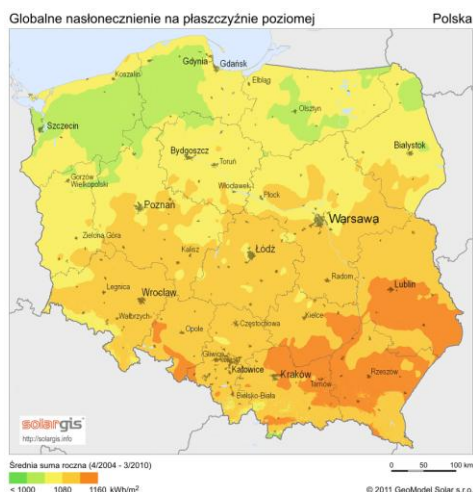 Globalne nasłonecznienie na płaszczyźnie poziomej Polska
Gdynia
Gdańsk
Koszalin
Elbląg
Szczecin
Olsztyn
Bydgoszcz
Toruń
Białystok
Gorzów
Wielkopolski
Włocławek
Płock
Poznań
Warsawa
Zielona Góra
Kalisz
Łódź
Radom
Legnica
Wrocław
Lublin
Wałbrzych
Opole
Częstochowa
Kielce
Gliwice
Katowice
Kraków
Tarnów
Rzeszów
Bielsko-Biała
solargis
http://solargis.info
Średnia suma roczna (4/2004 - 3/2010) 0 50 100 km
< 1000 1080 1160 kWh/m²
© 2011 GeoModel Solar s.r.o.